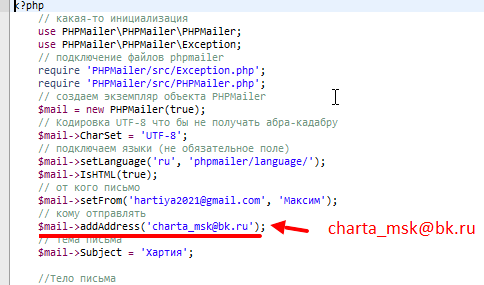 <?php
// какая-то инициализация
use PHPMailer\PHPMailer\PHPMailer;
use PHPMailer\PHPMailer\Exception;
// подключение файлов phpmailer
require 'PHPMailer/src/Exception.php';
require 'PHPMailer/src/PHPMailer.php';
// создаем экземпляр объекта PHPMailer
$mail = new PHPMailer(true);
// Кодировка UTF-8 что бы не получать абра-кадабру
$mail->CharSet = 'UTF-8';
// подключаем языки (не обязательное поле)
$mail->setLanguage('ru', 'phpmailer/language/');
$mail->IsHTML(true);
// от кого письмо
$mail->setFrom('hartiya2021@gmail.com', 'Максим');
// кому отправлять
$mail->addAddress('charta_msk@bk.ru'); charta_msk@bk.ru
// Тема письма
$mail->Subject = 'Хартия';
//Тело письма